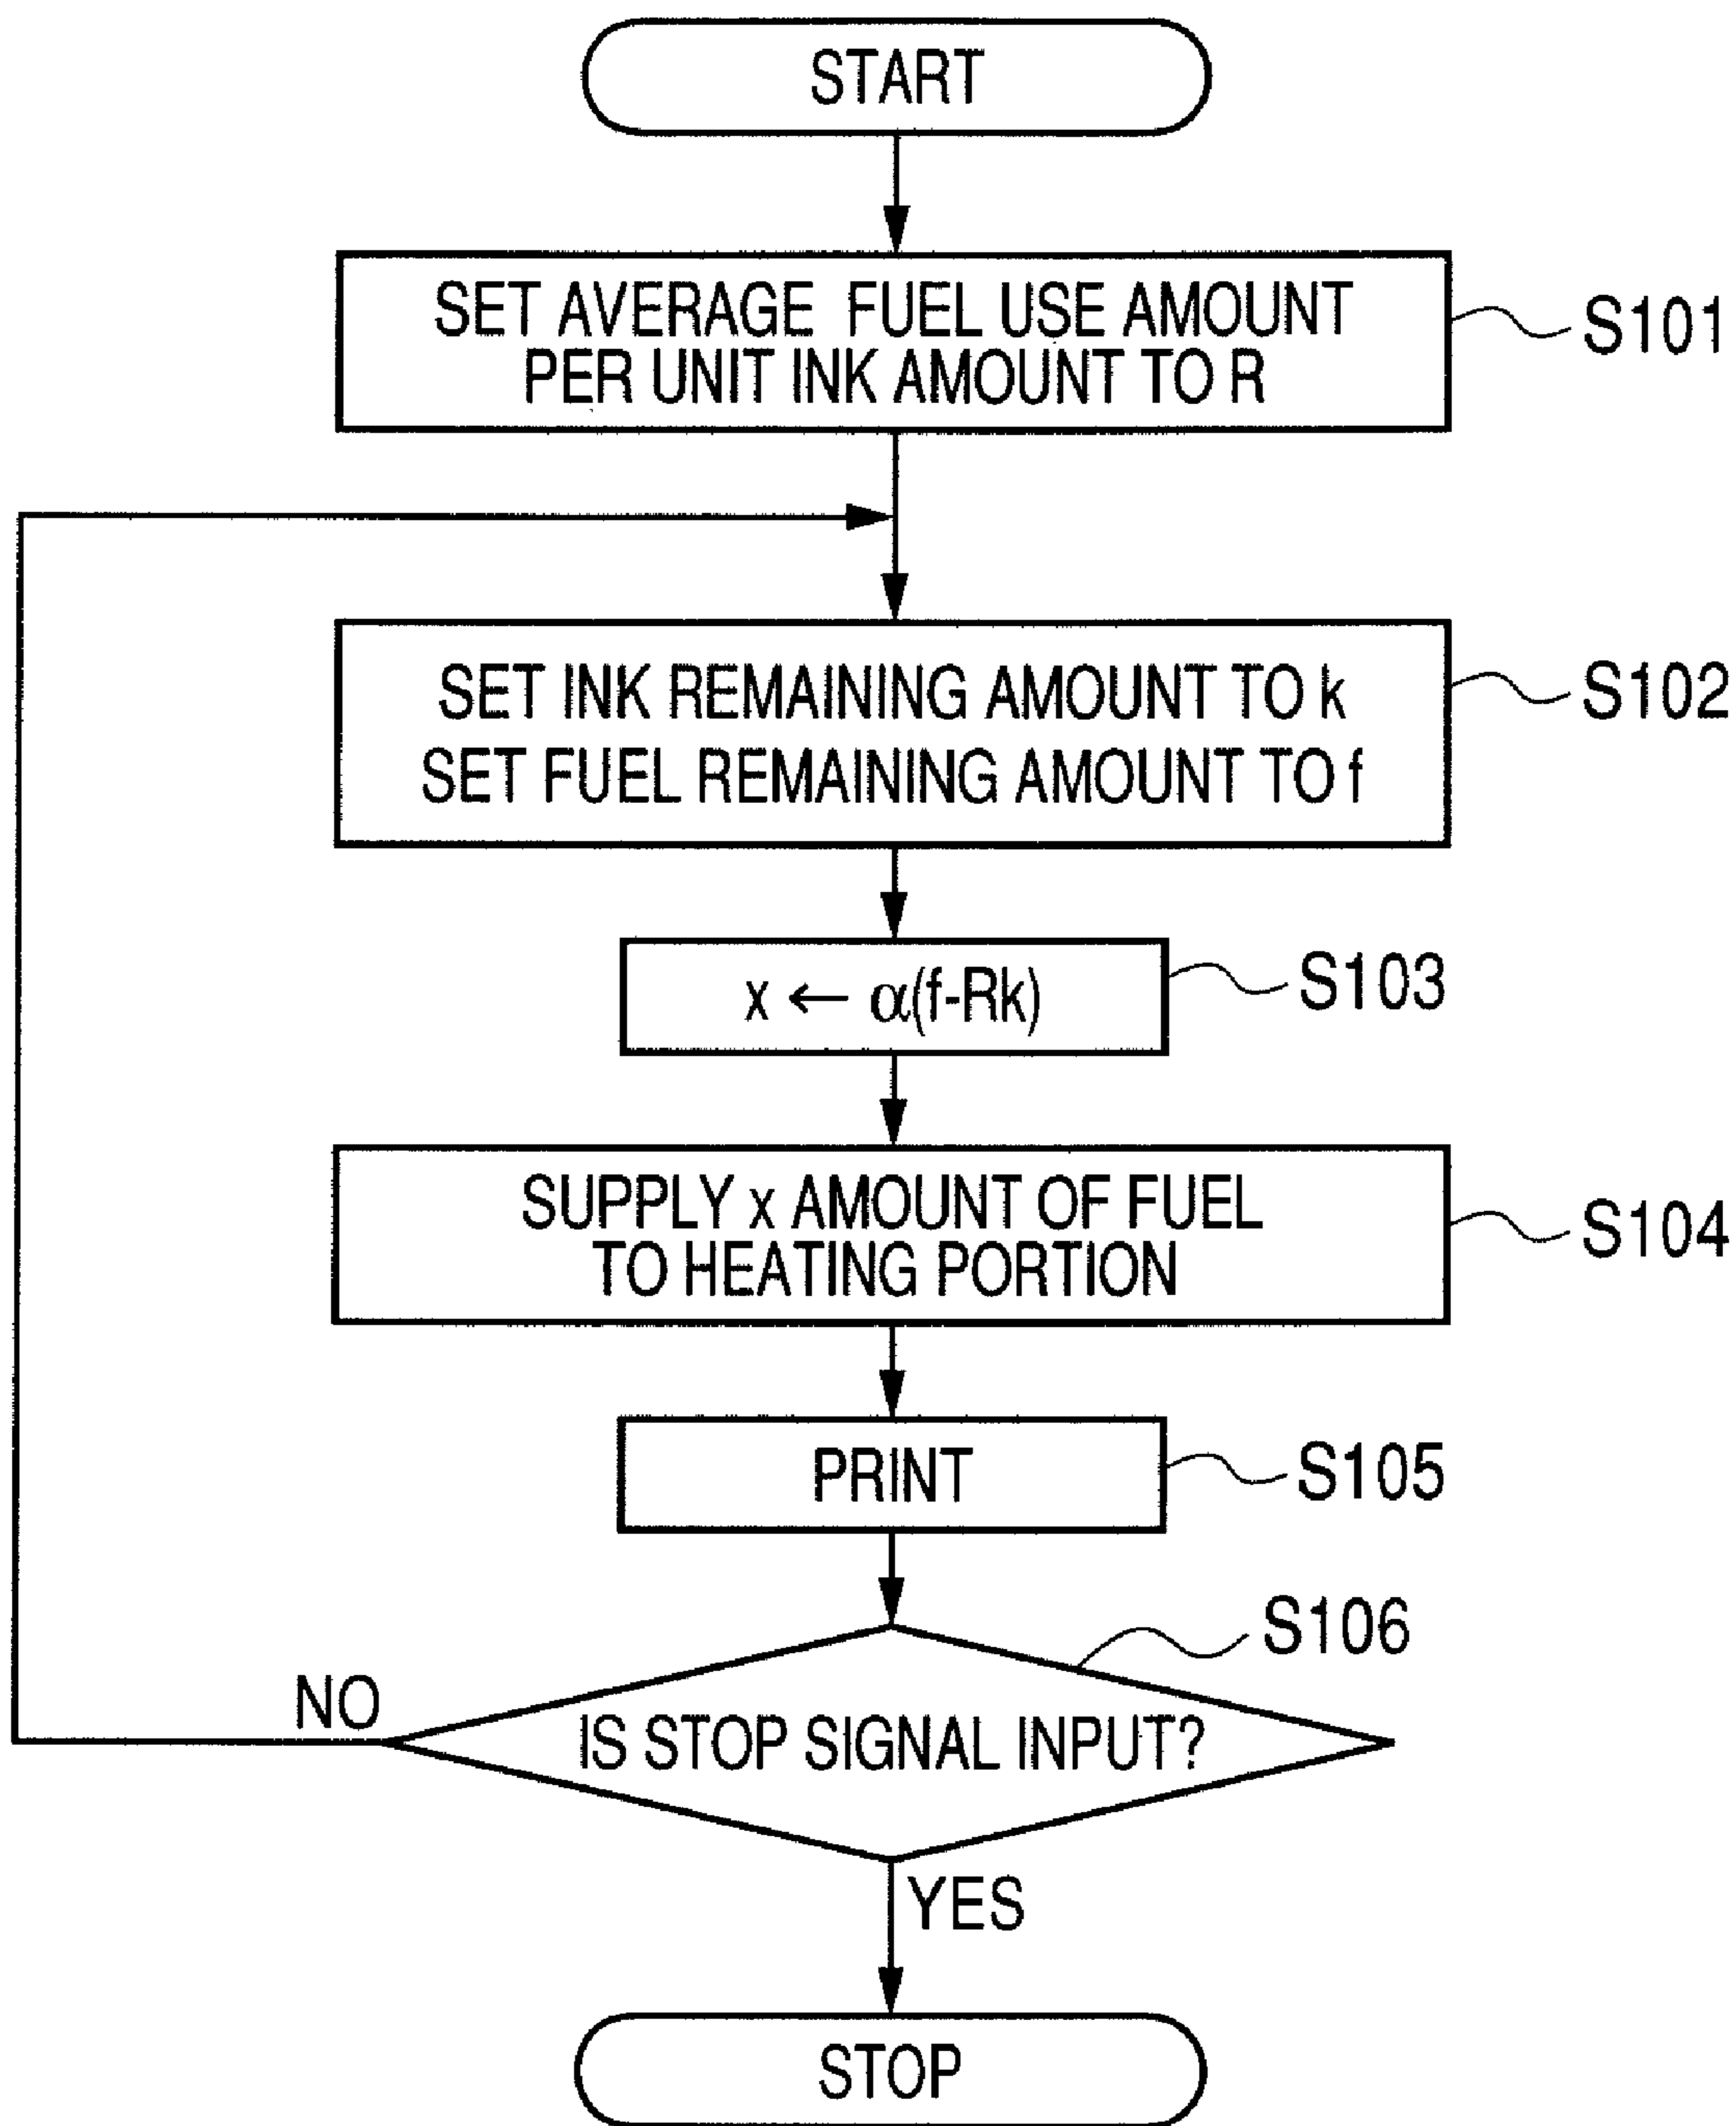 START
SET AVERAGE FUEL USE AMOUNT
PER UNIT INK AMOUNT TO R
S101
SET INK REMAINING AMOUNT TO k
SET FUEL REMAINING AMOUNT TO f
S102
x ← α(f-Rk)
S103
SUPPLY x AMOUNT OF FUEL
TO HEATING PORTION
S104
PRINT
S105
S106
NO
IS STOP SIGNAL INPUT?
YES
STOP